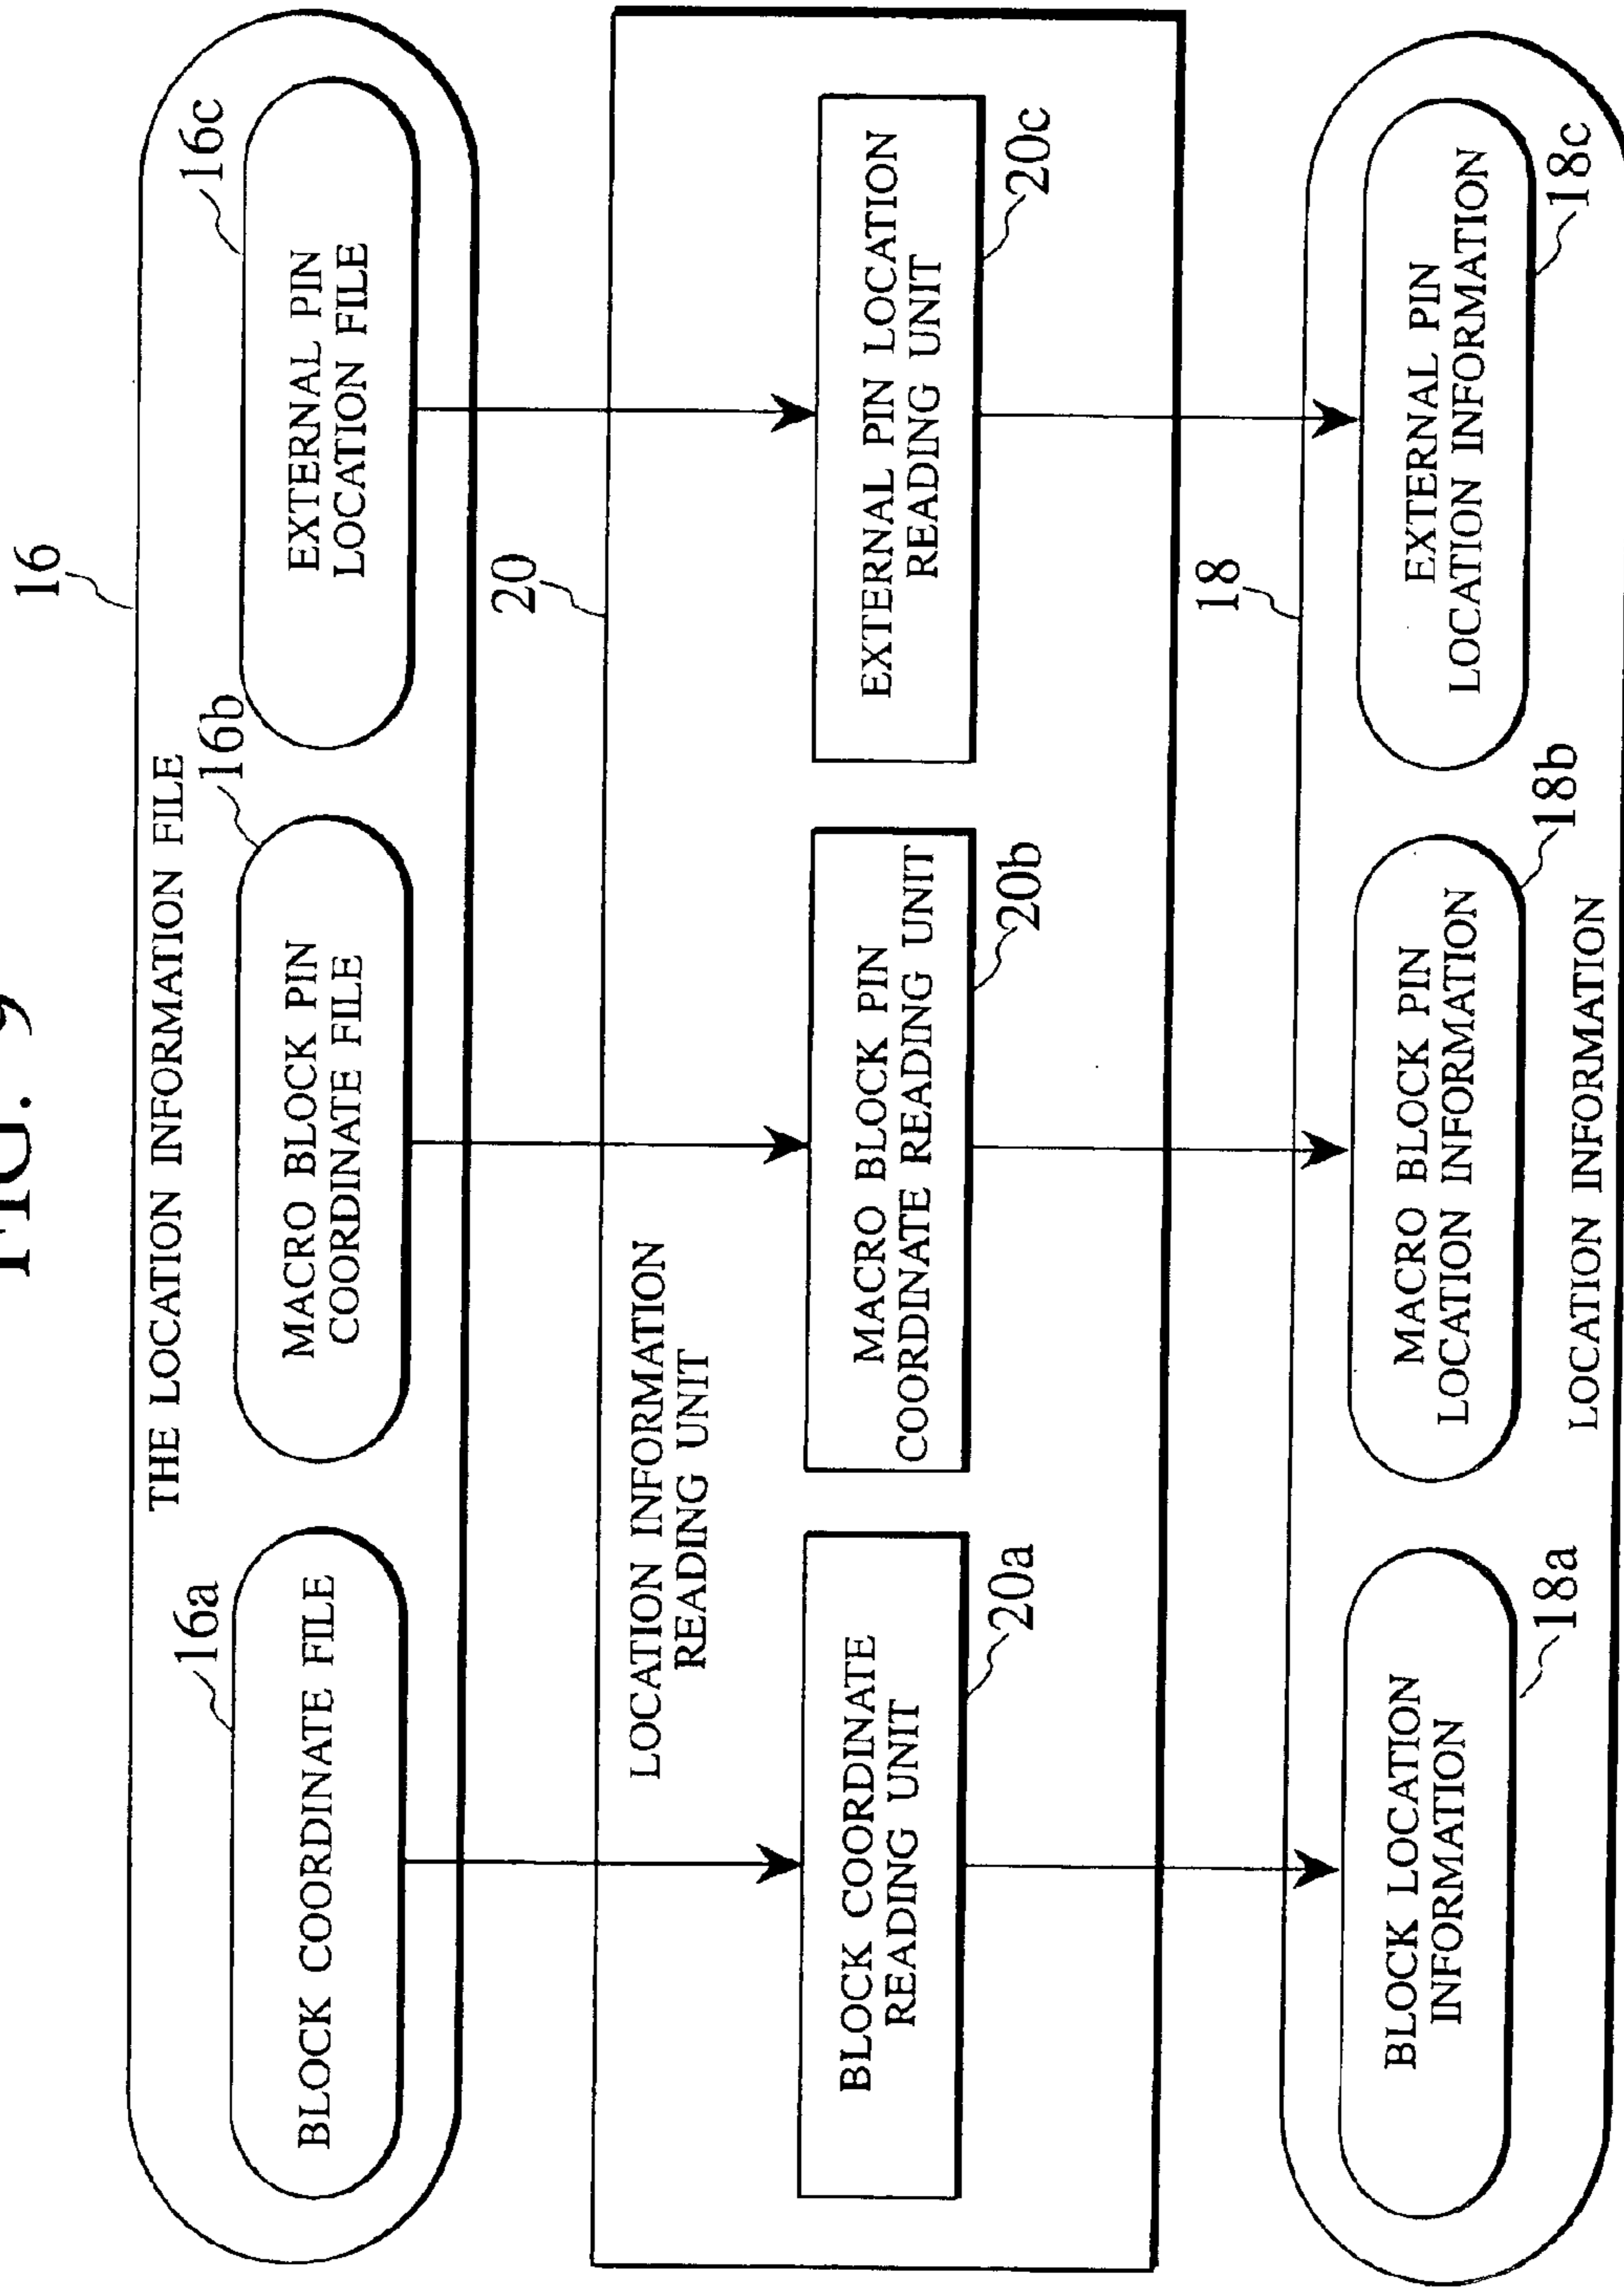 FIG. 9
16
THE LOCATION INFORMATION FILE
16a
BLOCK COORDINATE FILE
16b
MACRO BLOCK PIN
COORDINATE FILE
16c
EXTERNAL PIN
LOCATION FILE
20
LOCATION INFORMATION
READING UNIT
BLOCK COORDINATE
READING UNIT
20a
MACRO BLOCK PIN
COORDINATE READING UNIT
20b
EXTERNAL PIN LOCATION
READING UNIT
20c
18
BLOCK LOCATION
INFORMATION
18a
MACRO BLOCK PIN
LOCATION INFORMATION
18b
EXTERNAL PIN
LOCATION INFORMATION
18c
LOCATION INFORMATION